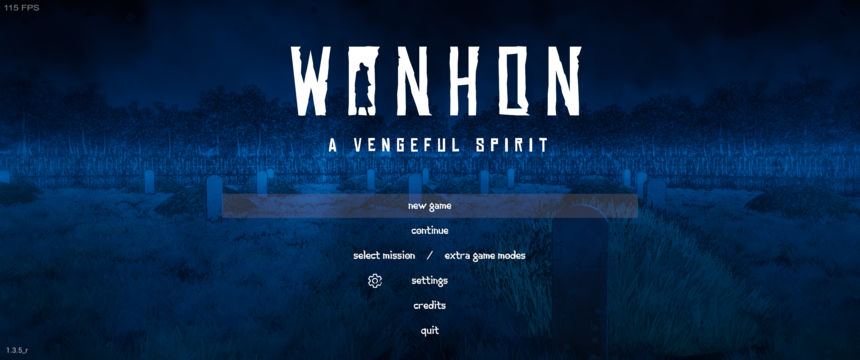 115 FPS
WONHON
A VENGEFUL SPIRIT
new game
continue
select mission / extra game modes
settings
credits
quit
1.3.5_r